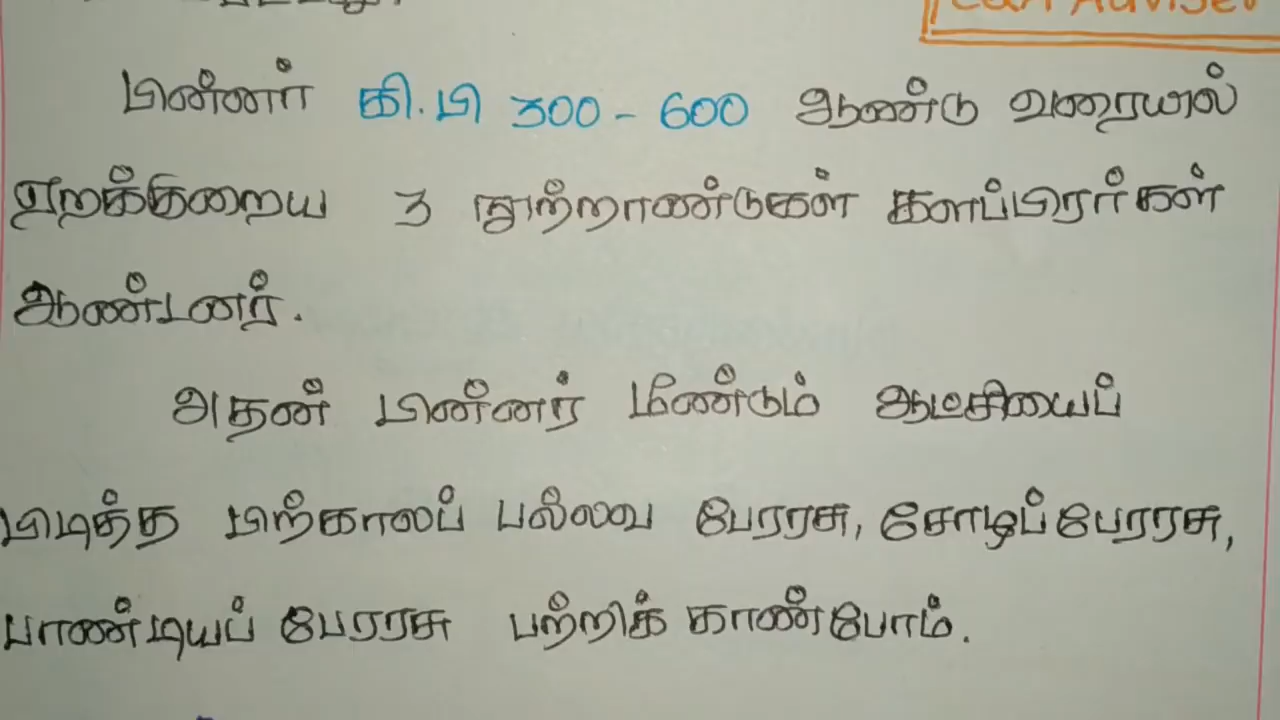 பின்னர் கி.பி 300 - 600 ஆண்டு வரையில்
ஏறக்குறைய 3 நூற்றாண்டுகள் களப்பிரர்கள்
ஆண்டனர்.
அதன் பின்னர் மீண்டும் ஆட்சியைப்
பிடித்த பிற்காலப் பல்லவ பேரரசு, சோழப்பேரரசு,
பாண்டியப் பேரரசு பற்றிக் காண்போம்.